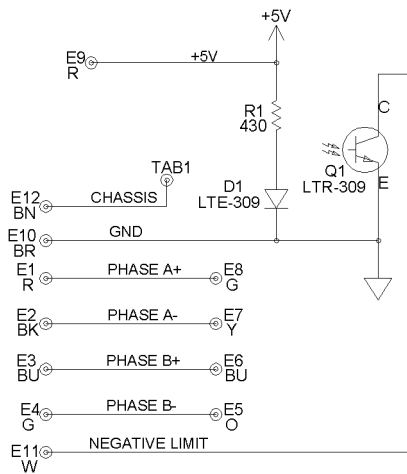 +5V
E9
R
+5V
R1
430
C
TAB1
Q1
LTR-309
D1
LTE-309
E
E12
BN
CHASSIS
E10
BR
GND
E1
R
PHASE A+
E8
G
E2
BK
PHASE A-
E7
Y
E3
BU
PHASE B+
E6
BU
E4
G
PHASE B-
E5
O
E11
W
NEGATIVE LIMIT